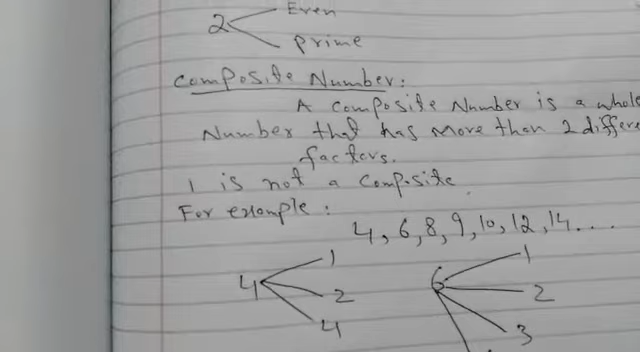 2 Even
prime
Composite Number:
A composite Number is a whole
Number that has more than 2 differe
factors.
1 is not a composite.
For example:
4, 6, 8, 9, 10, 12, 14....
4 1 2 4
6 1 2 3